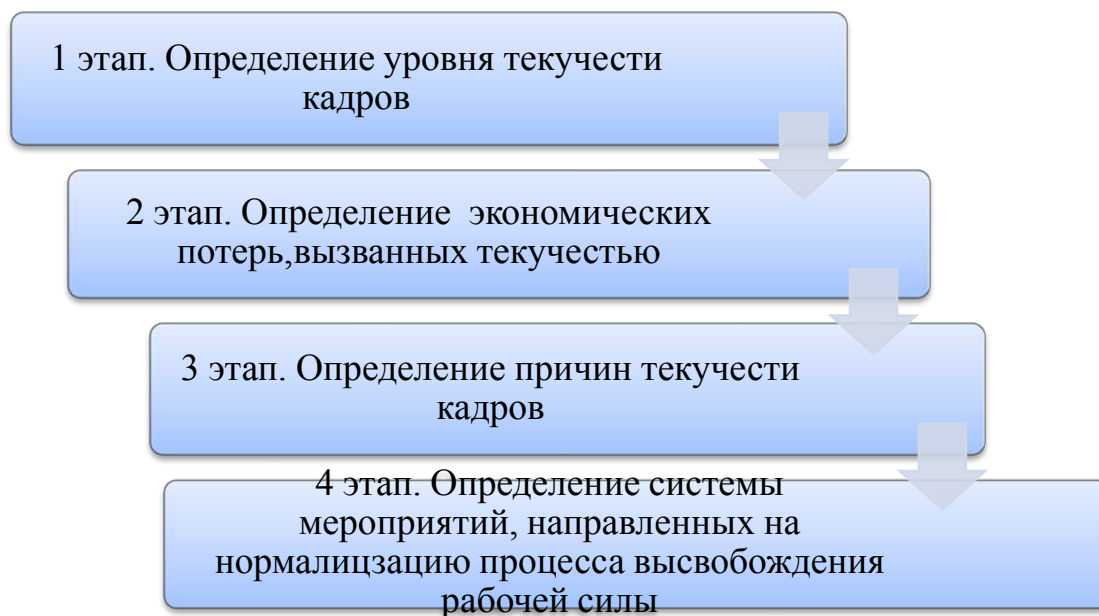 1 этап. Определение уровня текучести
кадров
2 этап. Определение  экономических
потерь,вызванных текучестью
3 этап. Определение причин текучести
кадров
4 этап. Определение системы
мероприятий, направленных на
нормалицзацию процесса высвобождения
рабочей силы